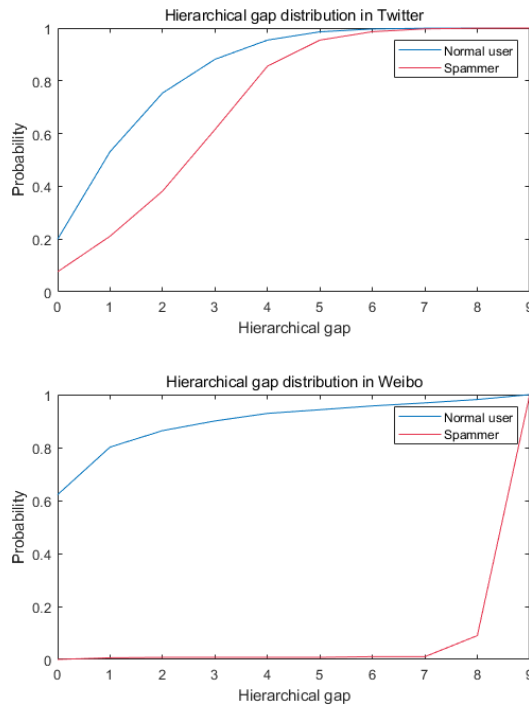 Hierarchical gap distribution in Twitter
1
0.8
0.6
0.4
0.2
0
Probability
Normal user
Spammer
0 1 2 3 4 5 6 7 8 9
Hierarchical gap
Hierarchical gap distribution in Weibo
1
0.8
0.6
0.4
0.2
0
Probability
Normal user
Spammer
0 1 2 3 4 5 6 7 8 9
Hierarchical gap